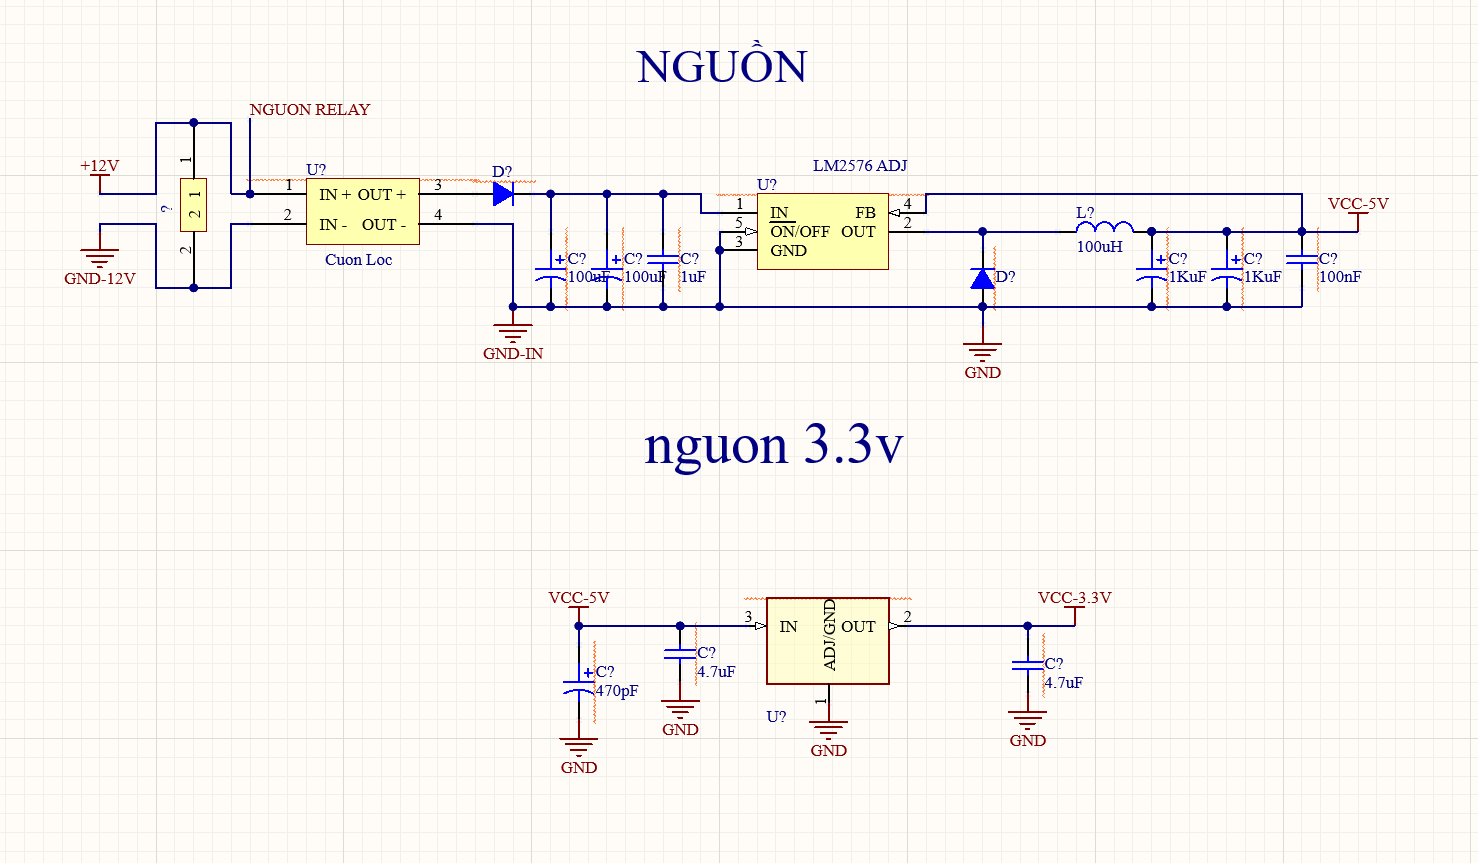 NGUỒN
NGUON RELAY
+12V
GND-12V
?
1
1
2
2
U?
1
2
IN + OUT +
IN - OUT -
3
4
Cuon Loc
D?
C?
100uF
C?
100uF
C?
1uF
GND-IN
LM2576 ADJ
U?
1
5
3
IN
ON/OFF
GND
FB
OUT
4
2
D?
GND
L?
100uH
C?
1KuF
C?
1KuF
C?
100nF
VCC-5V
nguon 3.3v
VCC-5V
C?
470pF
GND
C?
4.7uF
GND
3
IN
ADJ/GND
OUT
2
U?
1
GND
VCC-3.3V
C?
4.7uF
GND